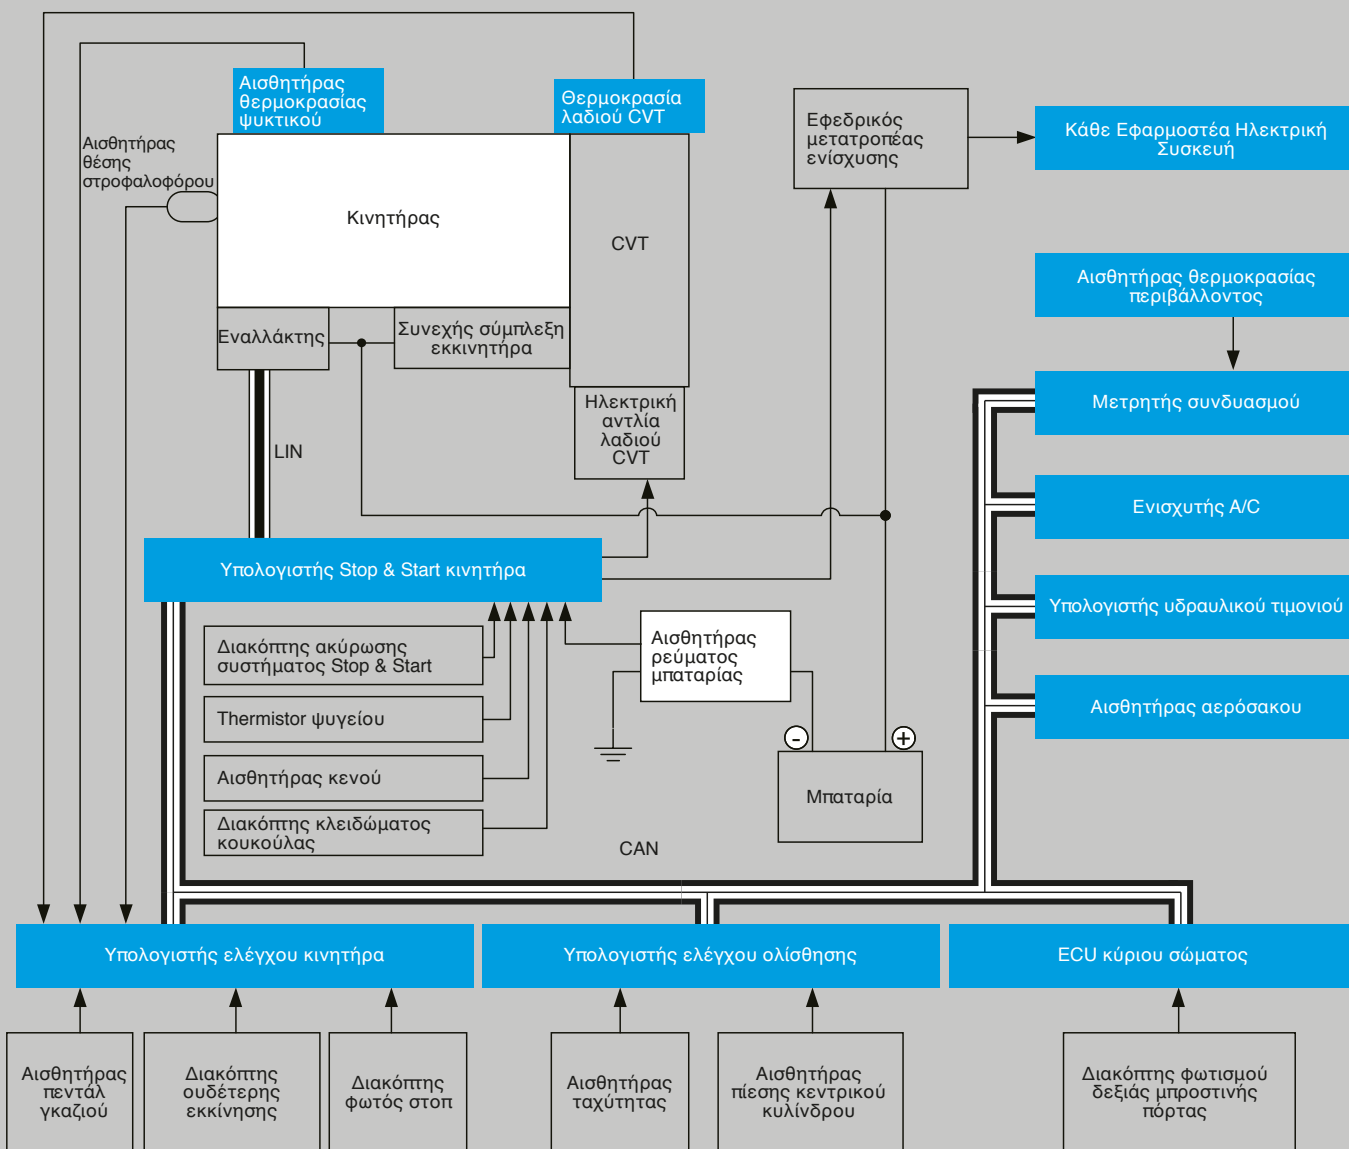 Αισθητήρας
θερμοκρασίας
ψυκτικού
Θερμοκρασία
λαδιού CVT
Εφεδρικός
μετατροπέας
ενίσχυσης
Κάθε Εφαρμοστέα Ηλεκτρική
Συσκευή
Αισθητήρας
θέσης
στροφαλοφόρου
Κινητήρας
CVT
Αισθητήρας θερμοκρασίας
περιβάλλοντος
Εναλλάκτης
Συνεχής σύμπλεξη
εκκινητήρα
Ηλεκτρική
αντλία
λαδιού
CVT
Μετρητής συνδυασμού
LIN
Ενισχυτής A/C
Υπολογιστής Stop & Start κινητήρα
Υπολογιστής υδραυλικού τιμονιού
Διακόπτης ακύρωσης
συστήματος Stop & Start
Αισθητήρας
ρεύματος
μπαταρίας
Thermistor ψυγείου
Αισθητήρας αερόσακου
-
+
Αισθητήρας κενού
Μπαταρία
Διακόπτης κλειδώματος
κουκούλας
CAN
Υπολογιστής ελέγχου κινητήρα
Υπολογιστής ελέγχου ολίσθησης
ECU κύριου σώματος
Αισθητήρας
πεντάλ
γκαζιού
Διακόπτης
ουδέτερης
εκκίνησης
Διακόπτης
φωτός στοπ
Αισθητήρας
ταχύτητας
Αισθητήρας
πίεσης κεντρικού
κυλίνδρου
Διακόπτης φωτισμού
δεξιάς μπροστινής
πόρτας